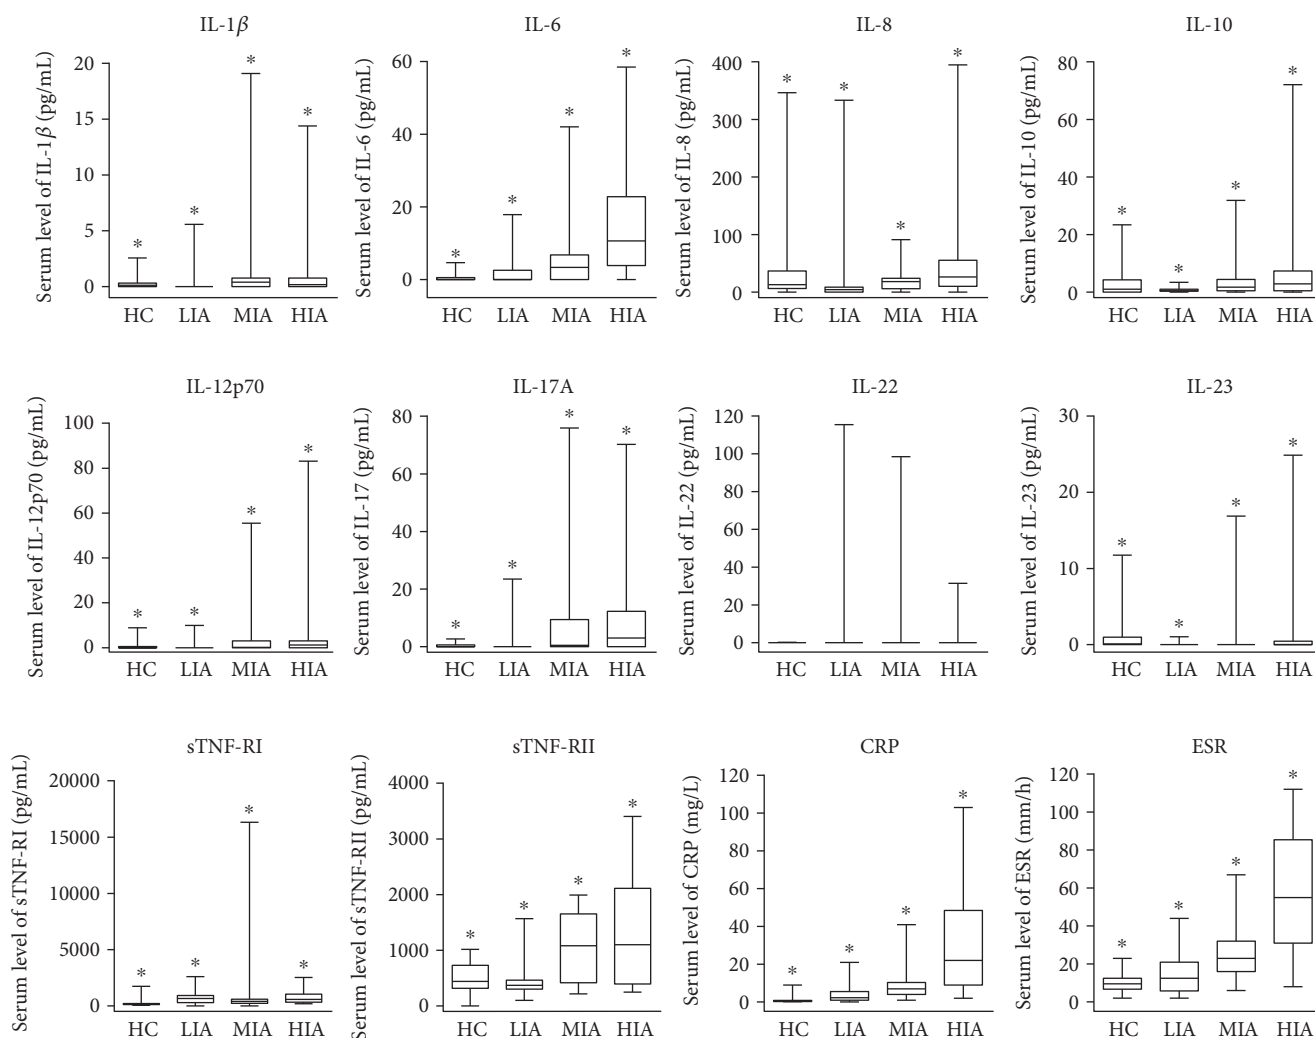 IL-1β
Serum level of IL-1β (pg/mL)
20
15
10
5
0
* * * *
HC LIA MIA HIA
IL-6
Serum level of IL-6 (pg/mL)
60
40
20
0
* * * *
HC LIA MIA HIA
IL-8
Serum level of IL-8 (pg/mL)
400
300
200
100
0
* * * *
HC LIA MIA HIA
IL-10
Serum level of IL-10 (pg/mL)
80
60
40
20
0
* * * *
HC LIA MIA HIA
IL-12p70
Serum level of IL-12p70 (pg/mL)
100
80
60
40
20
0
* * * *
HC LIA MIA HIA
IL-17A
Serum level of IL-17 (pg/mL)
80
60
40
20
0
* * * *
HC LIA MIA HIA
IL-22
Serum level of IL-22 (pg/mL)
120
100
80
60
40
20
0
HC LIA MIA HIA
IL-23
Serum level of IL-23 (pg/mL)
30
20
10
0
* * * *
HC LIA MIA HIA
sTNF-RI
Serum level of sTNF-RI (pg/mL)
20000
15000
10000
5000
0
* * * *
HC LIA MIA HIA
sTNF-RII
Serum level of sTNF-RII (pg/mL)
4000
3000
2000
1000
0
* * * *
HC LIA MIA HIA
CRP
Serum level of CRP (mg/L)
120
100
80
60
40
20
0
* * * *
HC LIA MIA HIA
ESR
Serum level of ESR (mm/h)
120
100
80
60
40
20
0
* * * *
HC LIA MIA HIA